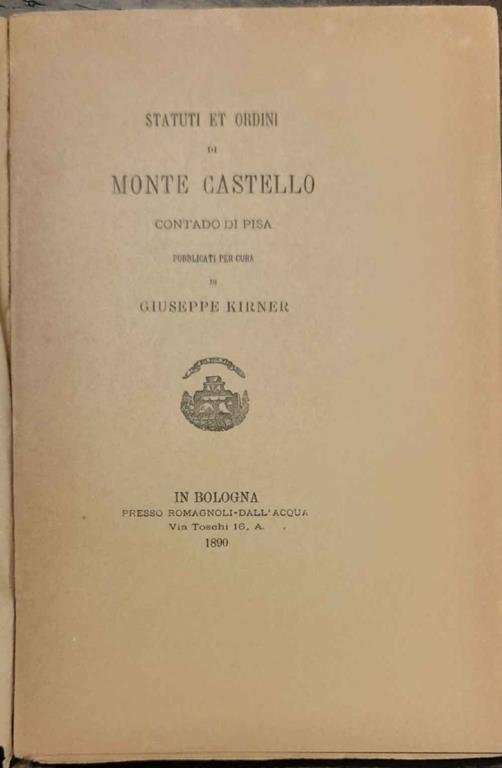 STATUTI ET ORDINI
DI
MONTE CASTELLO
CONTADO DI PISA
PUBBLICATI PER CURA
DI
GIUSEPPE KIRNER
IN BOLOGNA
PRESSO ROMAGNOLI-DALL'ACQUA
Via Toschi 16, A.
1890